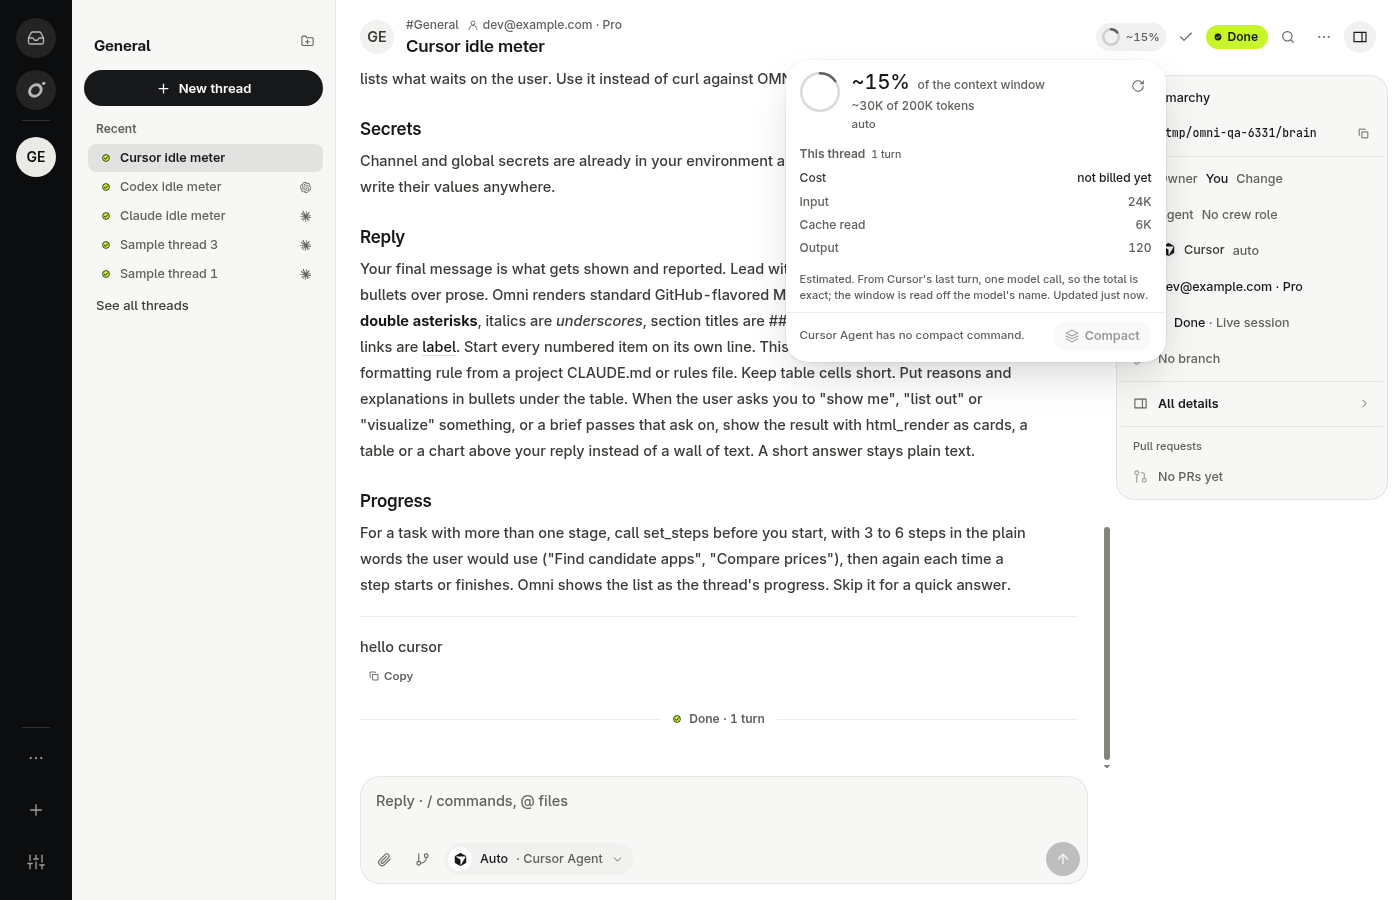 General
New thread
Recent
Cursor idle meter
Codex idle meter
Claude idle meter
Sample thread 3
Sample thread 1
See all threads
GE
GE
#General dev@example.com · Pro
Cursor idle meter
~15%
Done
lists what waits on the user. Use it instead of curl against
Secrets
Channel and global secrets are already in your environment
write their values anywhere.
Reply
Your final message is what gets shown and reported. Lead
bullets over prose. Omni renders standard GitHub-flavored
double asterisks, italics are underscores, section titles are ##
links are label. Start every numbered item on its own line. This
formatting rule from a project CLAUDE.md or rules file. Keep table cells short. Put reasons and
explanations in bullets under the table. When the user asks you to "show me", "list out" or
"visualize" something, or a brief passes that ask on, show the result with html_render as cards, a
table or a chart above your reply instead of a wall of text. A short answer stays plain text.
Progress
For a task with more than one stage, call set_steps before you start, with 3 to 6 steps in the plain
words the user would use ("Find candidate apps", "Compare prices"), then again each time a
step starts or finishes. Omni shows the list as the thread's progress. Skip it for a quick answer.
hello cursor
Copy
Done · 1 turn
Reply · / commands, @ files
Auto · Cursor Agent
~15% of the context window
~30K of 200K tokens
auto
This thread 1 turn
Cost not billed yet
Input 24K
Cache read 6K
Output 120
Estimated. From Cursor's last turn, one model call, so the total is
exact; the window is read off the model's name. Updated just now.
Cursor Agent has no compact command. Compact
marchy
tmp/omni-qa-6331/brain
You Change
No crew role
Cursor auto
ev@example.com · Pro
Done · Live session
No branch
All details
Pull requests
No PRs yet